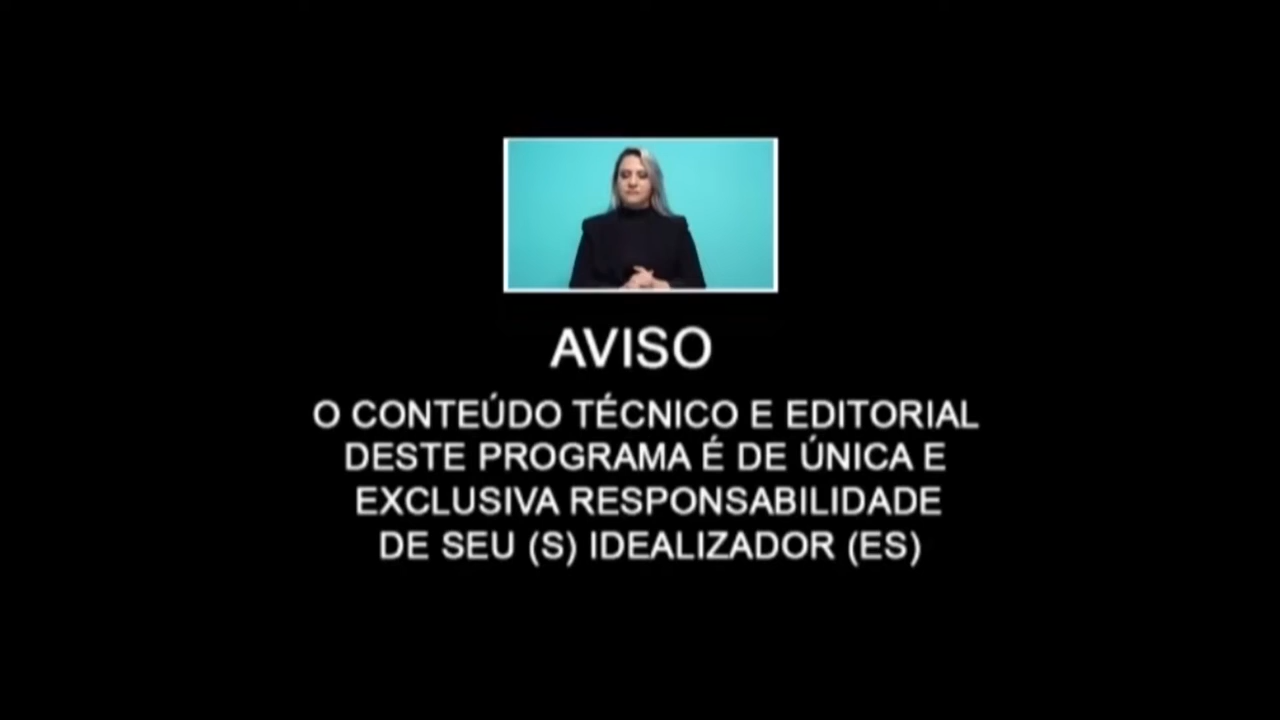 AVISO
O CONTEÚDO TÉCNICO E EDITORIAL
DESTE PROGRAMA É DE ÚNICA E
EXCLUSIVA RESPONSABILIDADE
DE SEU (S) IDEALIZADOR (ES)